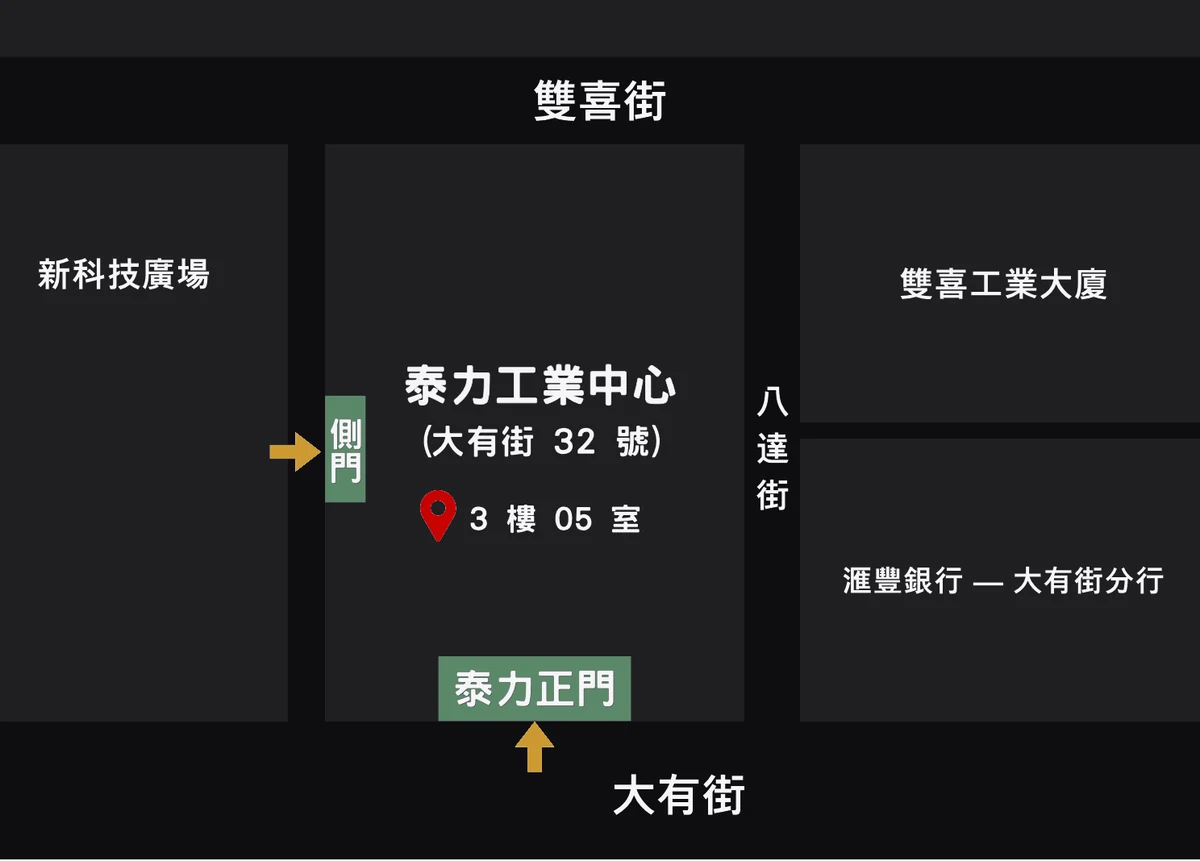 雙喜街
新科技廣場
雙喜工業大廈
泰力工業中心
(大有街 32 號)
側門
3 樓 05 室
八達街
滙豐銀行 — 大有街分行
泰力正門
大有街